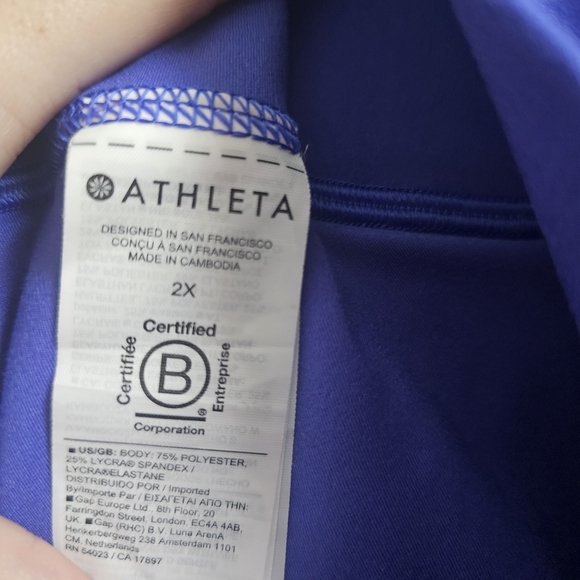 ATHLETA
DESIGNED IN SAN FRANCISCO
CONÇU À SAN FRANCISCO
MADE IN CAMBODIA
2X
Certified
Certifiée
B
Entreprise
®
Corporation
US/GB: BODY: 75% POLYESTER,
25% LYCRA® SPANDEX /
LYCRA®ELASTANE
DISTRIBUIDO POR / Imported
By/Importe Par / ΕΙΣΑΓΕΤΑΙ ΑΠΟ ΤΗΝ:
Gap Europe Ltd., 8th Floor, 20
Farringdon Street, London, EC4A 4AB,
UK. Gap (RHC) B.V. Luna ArenA
Herikerbergweg 238 Amsterdam 1101
CM, Netherlands
RN 54023 / CA 17897